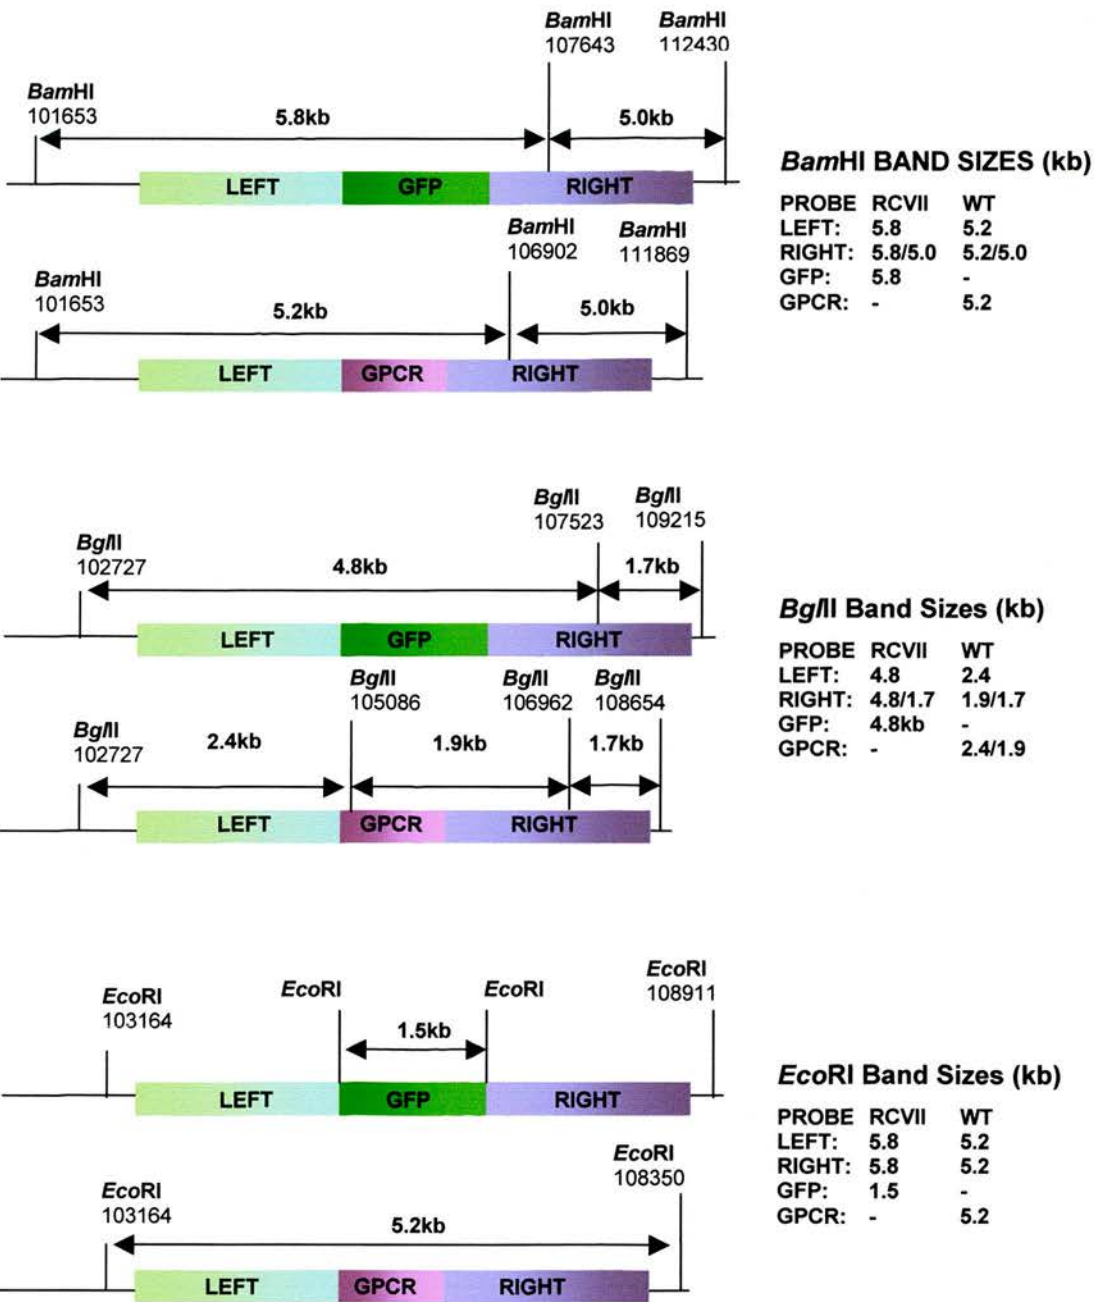 BamHI BamHI
107643 112430
BamHI
101653
5.8kb 5.0kb
LEFT GFP RIGHT
BamHI BamHI
106902 111869
BamHI
101653
5.2kb 5.0kb
LEFT GPCR RIGHT
BamHI BAND SIZES (kb)
PROBE RCVII WT
LEFT: 5.8 5.2
RIGHT: 5.8/5.0 5.2/5.0
GFP: 5.8 -
GPCR: - 5.2
BglII BglII
107523 109215
BglII
102727
4.8kb 1.7kb
LEFT GFP RIGHT
BglII BglII BglII
105086 106962 108654
BglII
102727
2.4kb 1.9kb 1.7kb
LEFT GPCR RIGHT
BglII Band Sizes (kb)
PROBE RCVII WT
LEFT: 4.8 2.4
RIGHT: 4.8/1.7 1.9/1.7
GFP: 4.8kb -
GPCR: - 2.4/1.9
EcoRI
108911
EcoRI EcoRI EcoRI
103164
1.5kb
LEFT GFP RIGHT
EcoRI
108350
EcoRI
103164
5.2kb
LEFT GPCR RIGHT
EcoRI Band Sizes (kb)
PROBE RCVII WT
LEFT: 5.8 5.2
RIGHT: 5.8 5.2
GFP: 1.5 -
GPCR: - 5.2